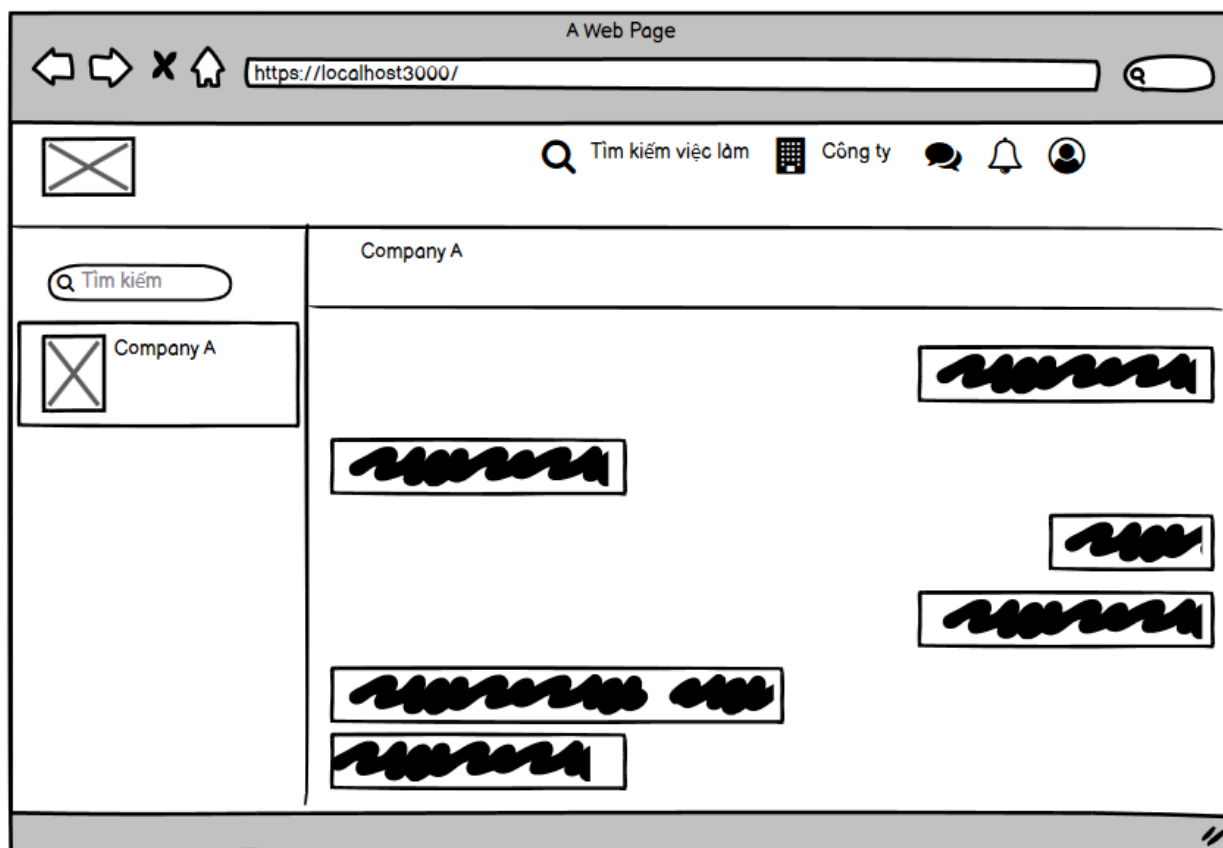 A Web Page
https://localhost3000/
Tìm kiếm việc làm
Công ty
Tìm kiếm
Company A
Company A